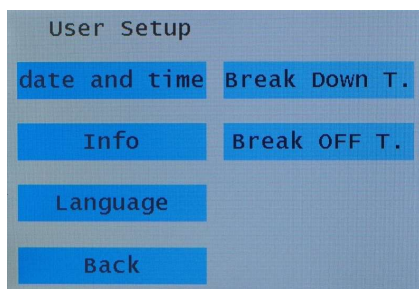 User Setup
date and time
Break Down T.
Info
Break OFF T.
Language
Back